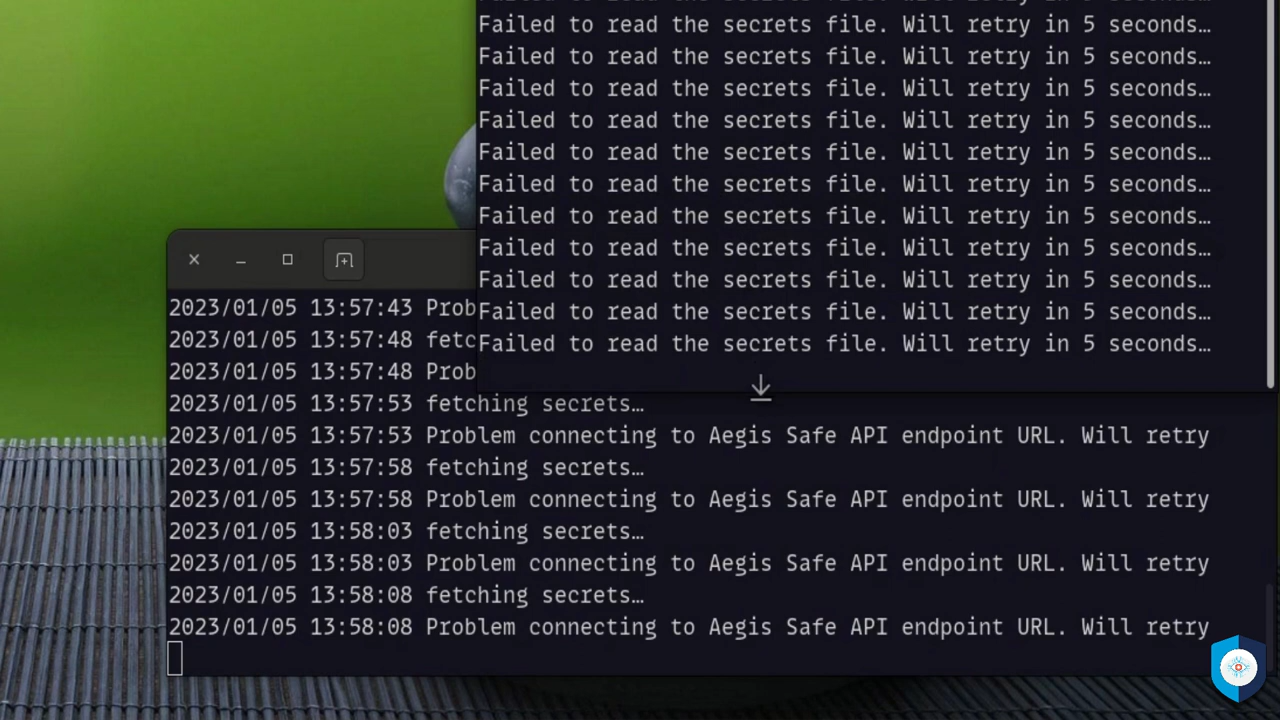 Failed to read the secrets file. Will retry in 5 seconds…
Failed to read the secrets file. Will retry in 5 seconds…
Failed to read the secrets file. Will retry in 5 seconds…
Failed to read the secrets file. Will retry in 5 seconds…
Failed to read the secrets file. Will retry in 5 seconds…
Failed to read the secrets file. Will retry in 5 seconds…
Failed to read the secrets file. Will retry in 5 seconds…
Failed to read the secrets file. Will retry in 5 seconds…
Failed to read the secrets file. Will retry in 5 seconds…
Failed to read the secrets file. Will retry in 5 seconds…
Failed to read the secrets file. Will retry in 5 seconds…
2023/01/05 13:57:43 Prob
2023/01/05 13:57:48 fetc
2023/01/05 13:57:48 Prob
2023/01/05 13:57:53 fetching secrets…
2023/01/05 13:57:53 Problem connecting to Aegis Safe API endpoint URL. Will retry
2023/01/05 13:57:58 fetching secrets…
2023/01/05 13:57:58 Problem connecting to Aegis Safe API endpoint URL. Will retry
2023/01/05 13:58:03 fetching secrets…
2023/01/05 13:58:03 Problem connecting to Aegis Safe API endpoint URL. Will retry
2023/01/05 13:58:08 fetching secrets…
2023/01/05 13:58:08 Problem connecting to Aegis Safe API endpoint URL. Will retry